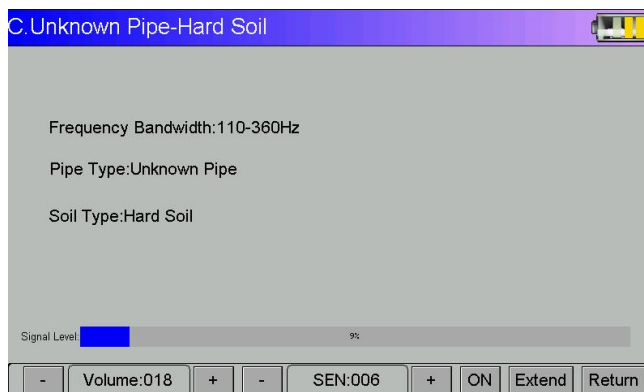 C.Unknown Pipe-Hard Soil
Frequency Bandwidth:110-360Hz
Pipe Type:Unknown Pipe
Soil Type:Hard Soil
Signal Level: 9%
- Volume:018 + - SEN:006 + ON Extend Return